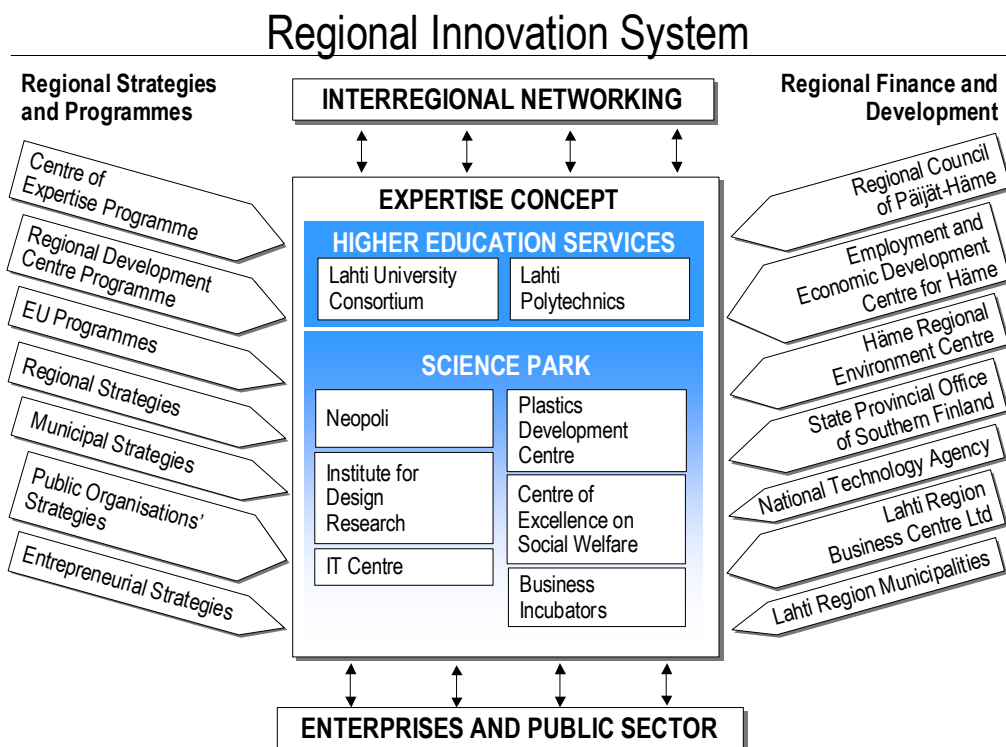 Regional Innovation System
Regional Strategies
and Programmes
Centre of
Expertise Programme
Regional Development
Centre Programme
EU Programmes
Regional Strategies
Municipal Strategies
Public Organisations’
Strategies
Entrepreneurial Strategies
INTERREGIONAL NETWORKING
EXPERTISE CONCEPT
HIGHER EDUCATION SERVICES
Lahti University
Consortium
Lahti
Polytechnics
SCIENCE PARK
Neopoli
Institute for
Design
Research
IT Centre
Plastics
Development
Centre
Centre of
Excellence on
Social Welfare
Business
Incubators
ENTERPRISES AND PUBLIC SECTOR
Regional Finance and
Development
Regional Council
of Päijät-Häme
Employment and
Economic Development
Centre for Häme
Häme Regional
Environment Centre
State Provincial Office
of Southern Finland
National Technology Agency
Lahti Region
Business Centre Ltd
Lahti Region Municipalities